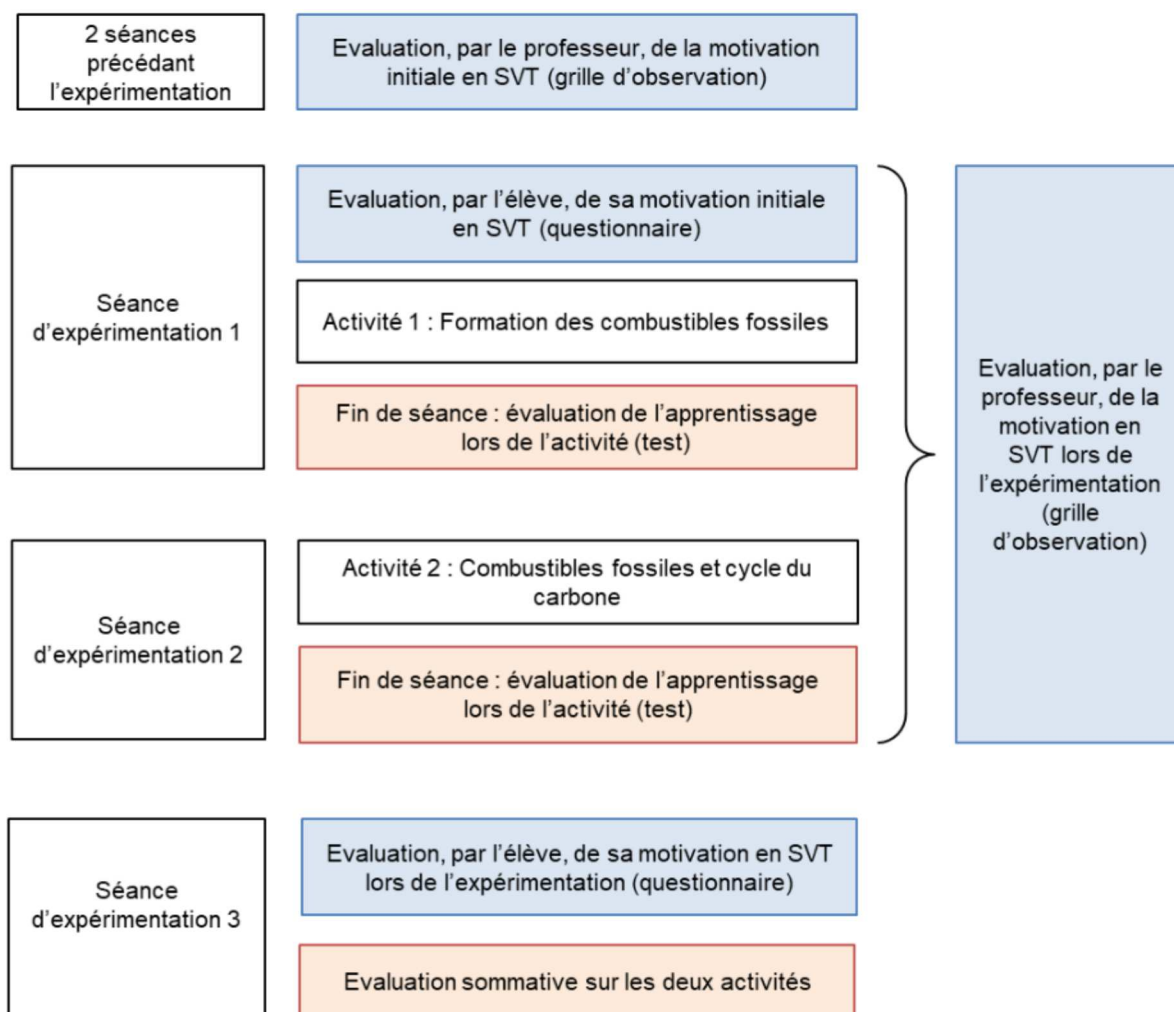 2 séances
précédant
l'expérimentation
Evaluation, par le professeur, de la motivation
initiale en SVT (grille d'observation)
Séance
d'expérimentation 1
Evaluation, par l'élève, de sa motivation initiale
en SVT (questionnaire)
Activité 1 : Formation des combustibles fossiles
Fin de séance : évaluation de l'apprentissage
lors de l'activité (test)
Séance
d'expérimentation 2
Activité 2 : Combustibles fossiles et cycle du
carbone
Fin de séance : évaluation de l'apprentissage
lors de l'activité (test)
Evaluation, par le
professeur, de la
motivation en
SVT lors de
l'expérimentation
(grille
d'observation)
Séance
d'expérimentation 3
Evaluation, par l'élève, de sa motivation en SVT
lors de l'expérimentation (questionnaire)
Evaluation sommative sur les deux activités